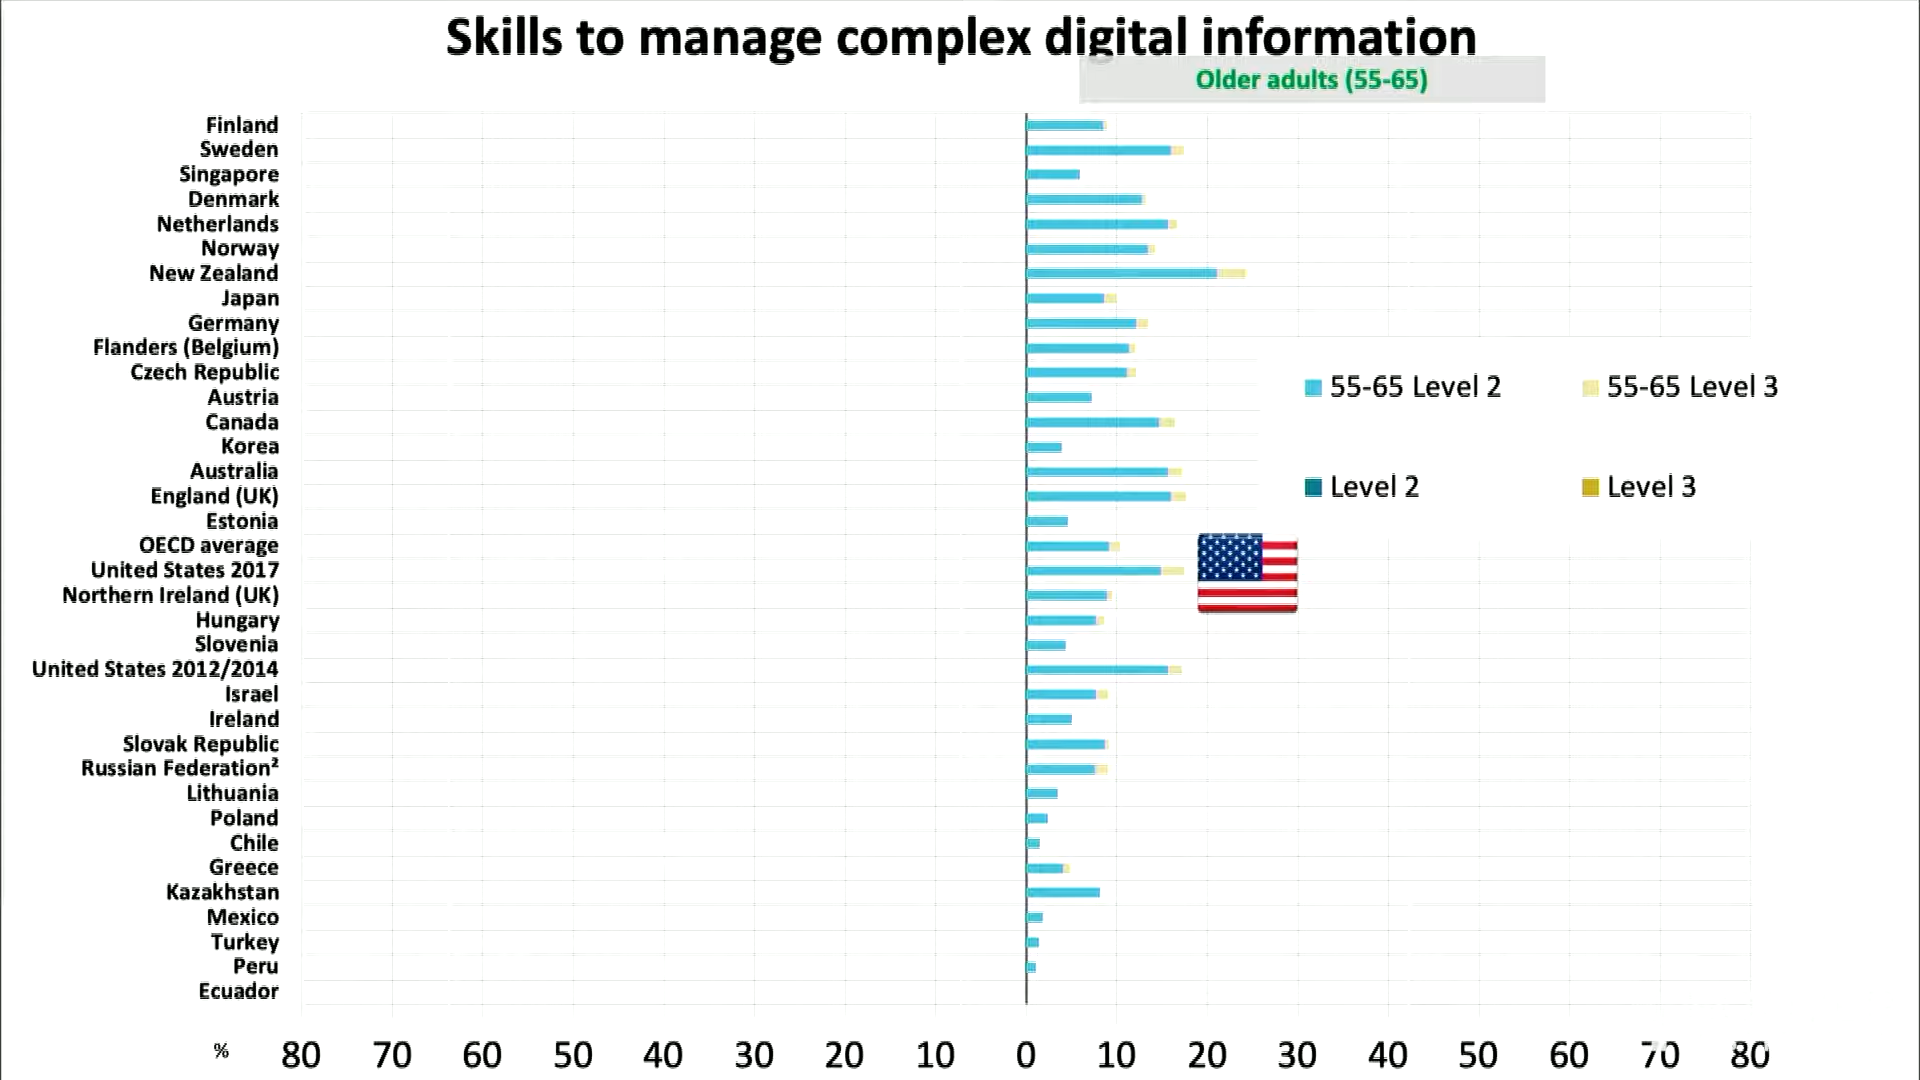 Skills to manage complex digital information
Older adults (55-65)
Finland
Sweden
Singapore
Denmark
Netherlands
Norway
New Zealand
Japan
Germany
Flanders (Belgium)
Czech Republic
Austria
Canada
Korea
Australia
England (UK)
Estonia
OECD average
United States 2017
Northern Ireland (UK)
Hungary
Slovenia
United States 2012/2014
Israel
Ireland
Slovak Republic
Russian Federation²
Lithuania
Poland
Chile
Greece
Kazakhstan
Mexico
Turkey
Peru
Ecuador
55-65 Level 2 55-65 Level 3
Level 2 Level 3
% 80 70 60 50 40 30 20 10 0 10 20 30 40 50 60 70 80